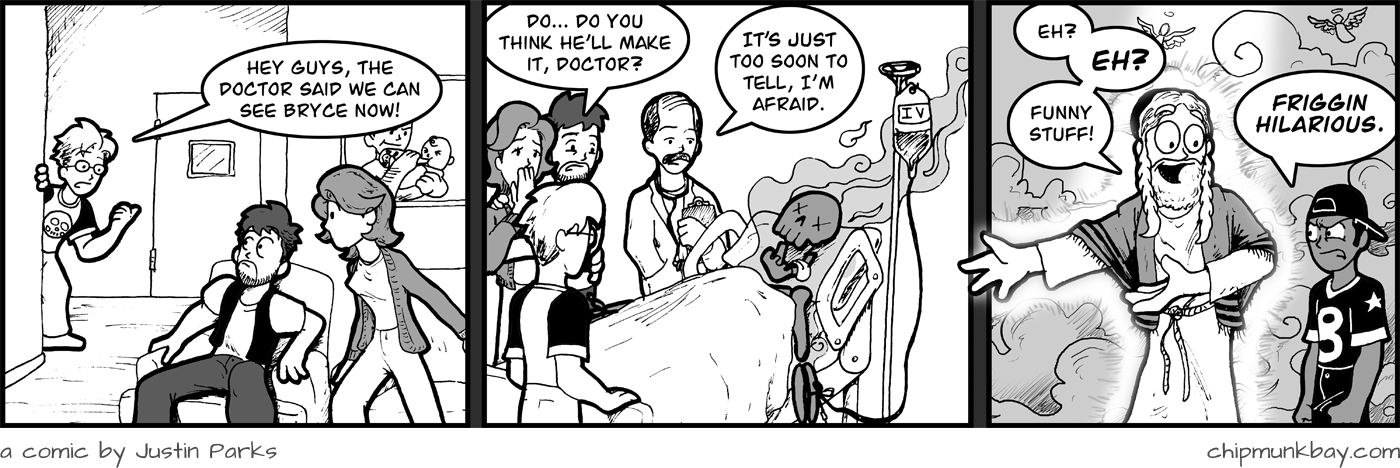 HEY GUYS, THE
DOCTOR SAID WE CAN
SEE BRYCE NOW!
DO... DO YOU
THINK HE'LL MAKE
IT, DOCTOR?
IT'S JUST
TOO SOON TO
TELL, I'M
AFRAID.
IV
EH?
EH?
FUNNY
STUFF!
FRIGGIN
HILARIOUS.
3
a comic by Justin Parks
chipmunkbay.com